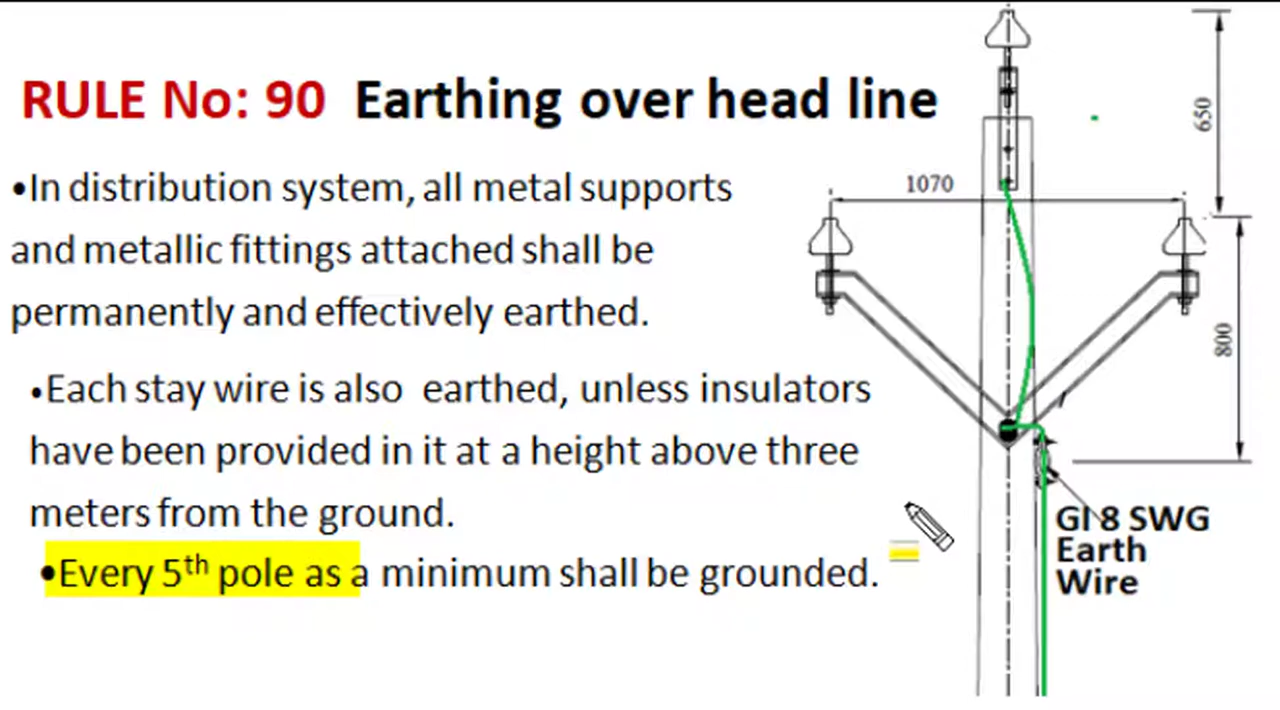 RULE No: 90 Earthing over head line
•In distribution system, all metal supports
and metallic fittings attached shall be
permanently and effectively earthed.
•Each stay wire is also earthed, unless insulators
have been provided in it at a height above three
meters from the ground.
•Every 5th pole as a minimum shall be grounded.
650
1070
800
GI 8 SWG
Earth
Wire